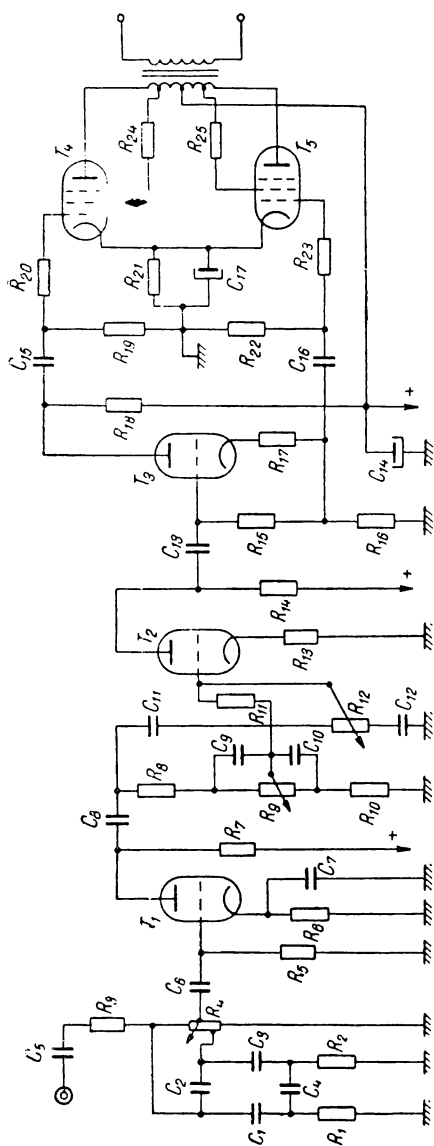 C5
R3
R4
C6
C2
C3
R2
C1
C4
R1
T1
R5
R6
C7
R7
+
C8
R8
C9
R9
C10
R10
C11
R11
R12
C12
T2
R13
R14
+
C13
T3
R15
R16
R17
R18
C14
+
C15
C16
R19
R22
R20
R23
R21
C17
T4
T5
R24
R25